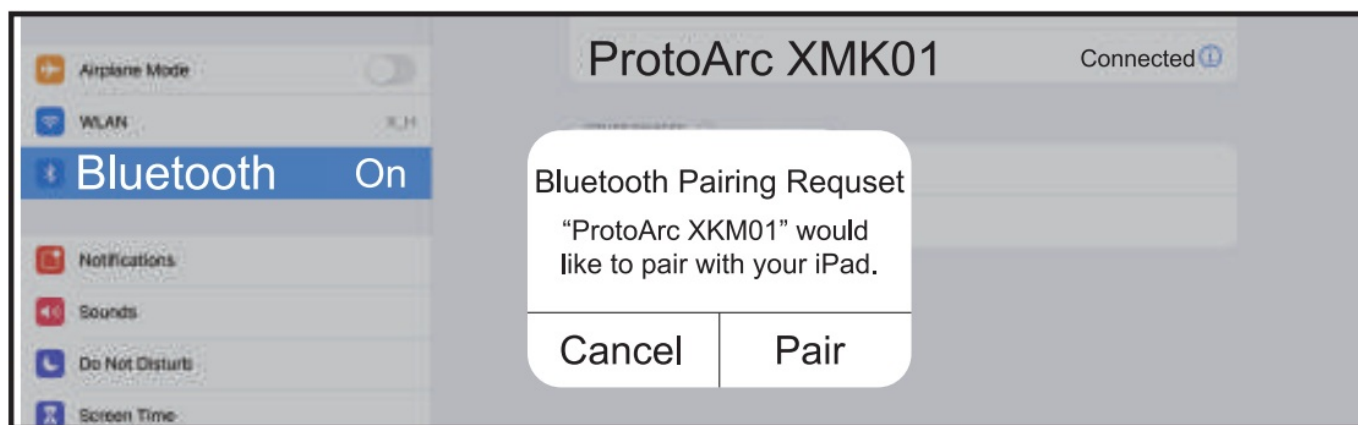 Airplane Mode
WLAN
Bluetooth On
Notifications
Sounds
Do Not Disturb
Screen Time
ProtoArc XMK01 Connected
Bluetooth Pairing Requset
“ProtoArc XKM01” would
like to pair with your iPad.
Cancel Pair